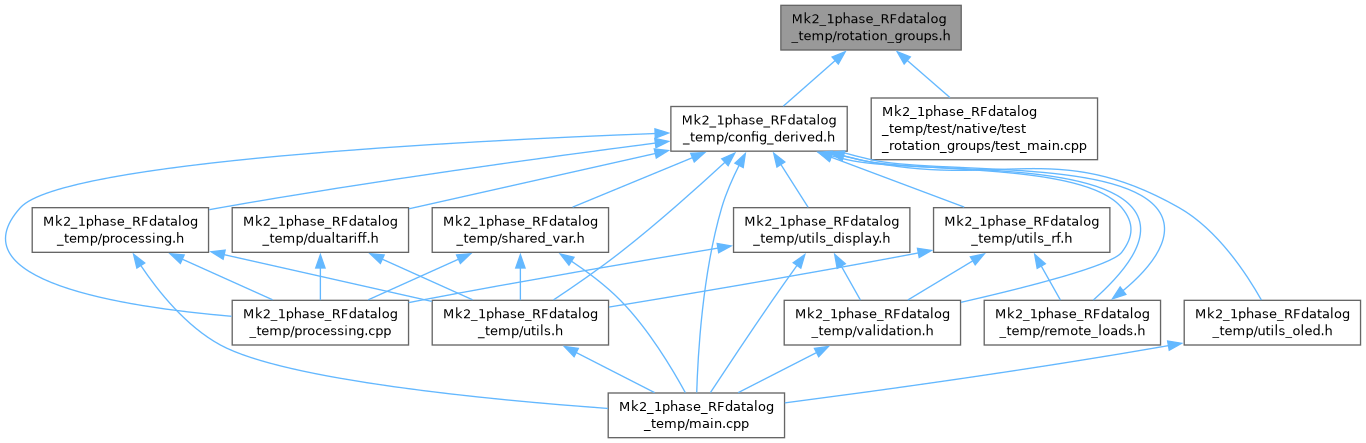 Mk2_1phase_RFdatalog
_temp/rotation_groups.h
Mk2_1phase_RFdatalog
_temp/config_derived.h
Mk2_1phase_RFdatalog
_temp/test/native/test
_rotation_groups/test_main.cpp
Mk2_1phase_RFdatalog
_temp/processing.h
Mk2_1phase_RFdatalog
_temp/dualtariff.h
Mk2_1phase_RFdatalog
_temp/shared_var.h
Mk2_1phase_RFdatalog
_temp/utils_display.h
Mk2_1phase_RFdatalog
_temp/utils_rf.h
Mk2_1phase_RFdatalog
_temp/processing.cpp
Mk2_1phase_RFdatalog
_temp/utils.h
Mk2_1phase_RFdatalog
_temp/validation.h
Mk2_1phase_RFdatalog
_temp/remote_loads.h
Mk2_1phase_RFdatalog
_temp/utils_oled.h
Mk2_1phase_RFdatalog
_temp/main.cpp